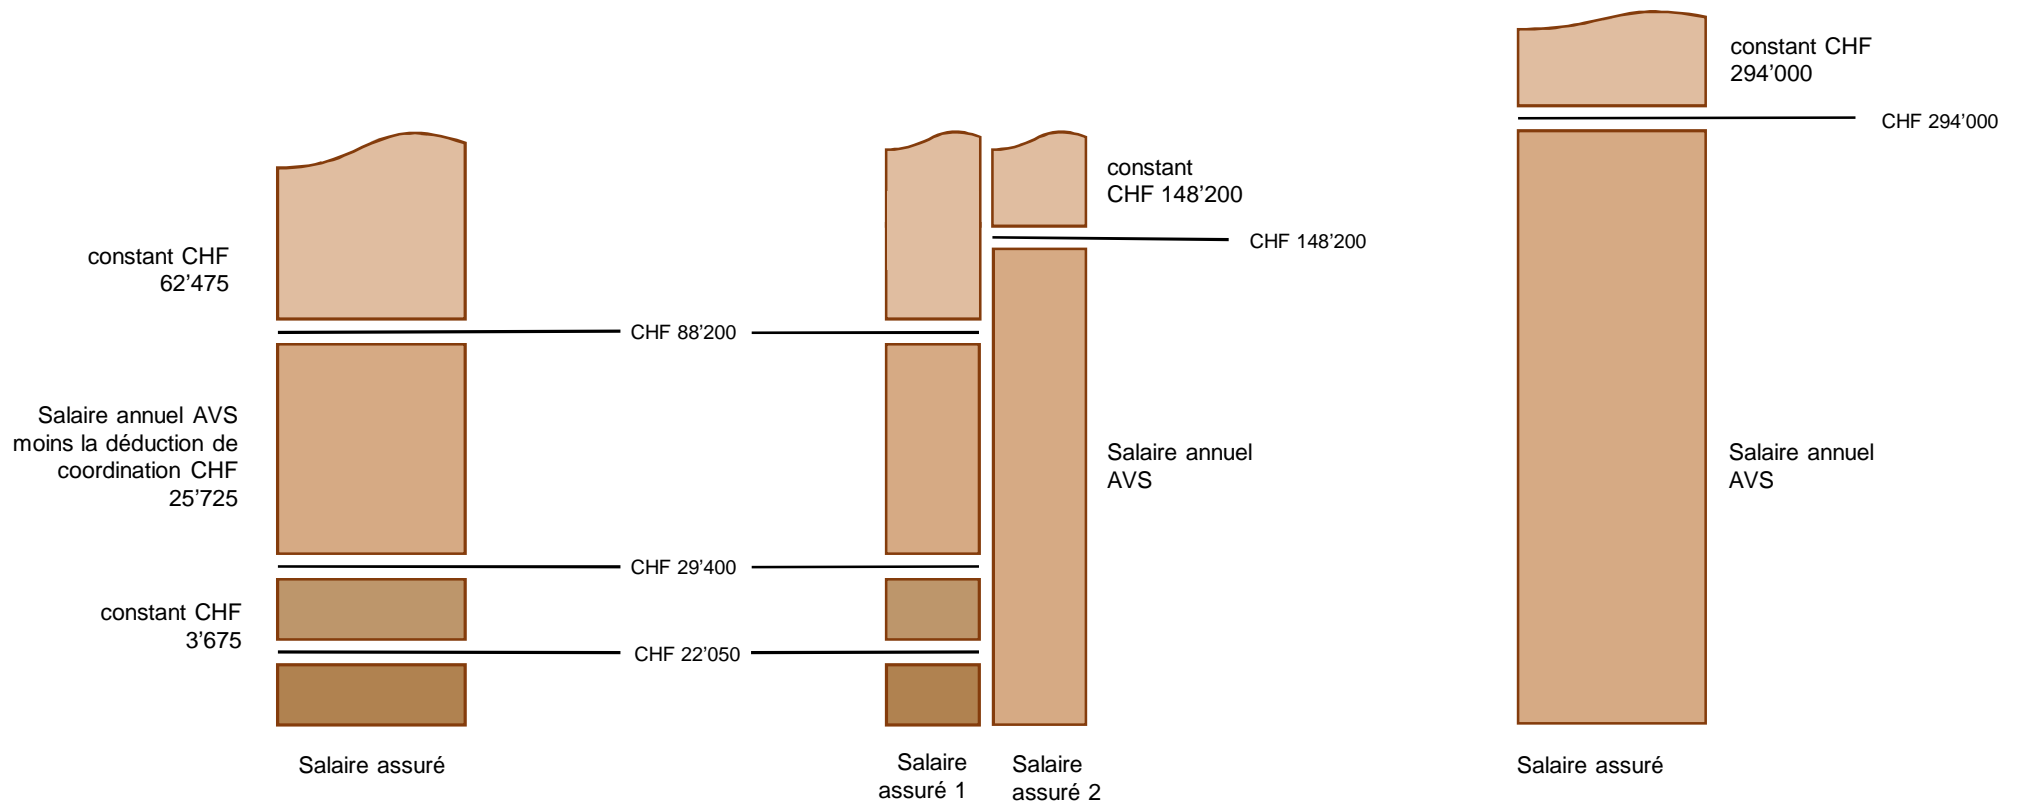 constant CHF
294’000
CHF 294’000
constant
CHF 148’200
CHF 148’200
constant CHF
62’475
CHF 88’200
Salaire annuel AVS
moins la déduction de
coordination CHF
25’725
Salaire annuel
AVS
Salaire annuel
AVS
CHF 29’400
constant CHF
3’675
CHF 22’050
Salaire assuré
Salaire
assuré 1
Salaire
assuré 2
Salaire assuré